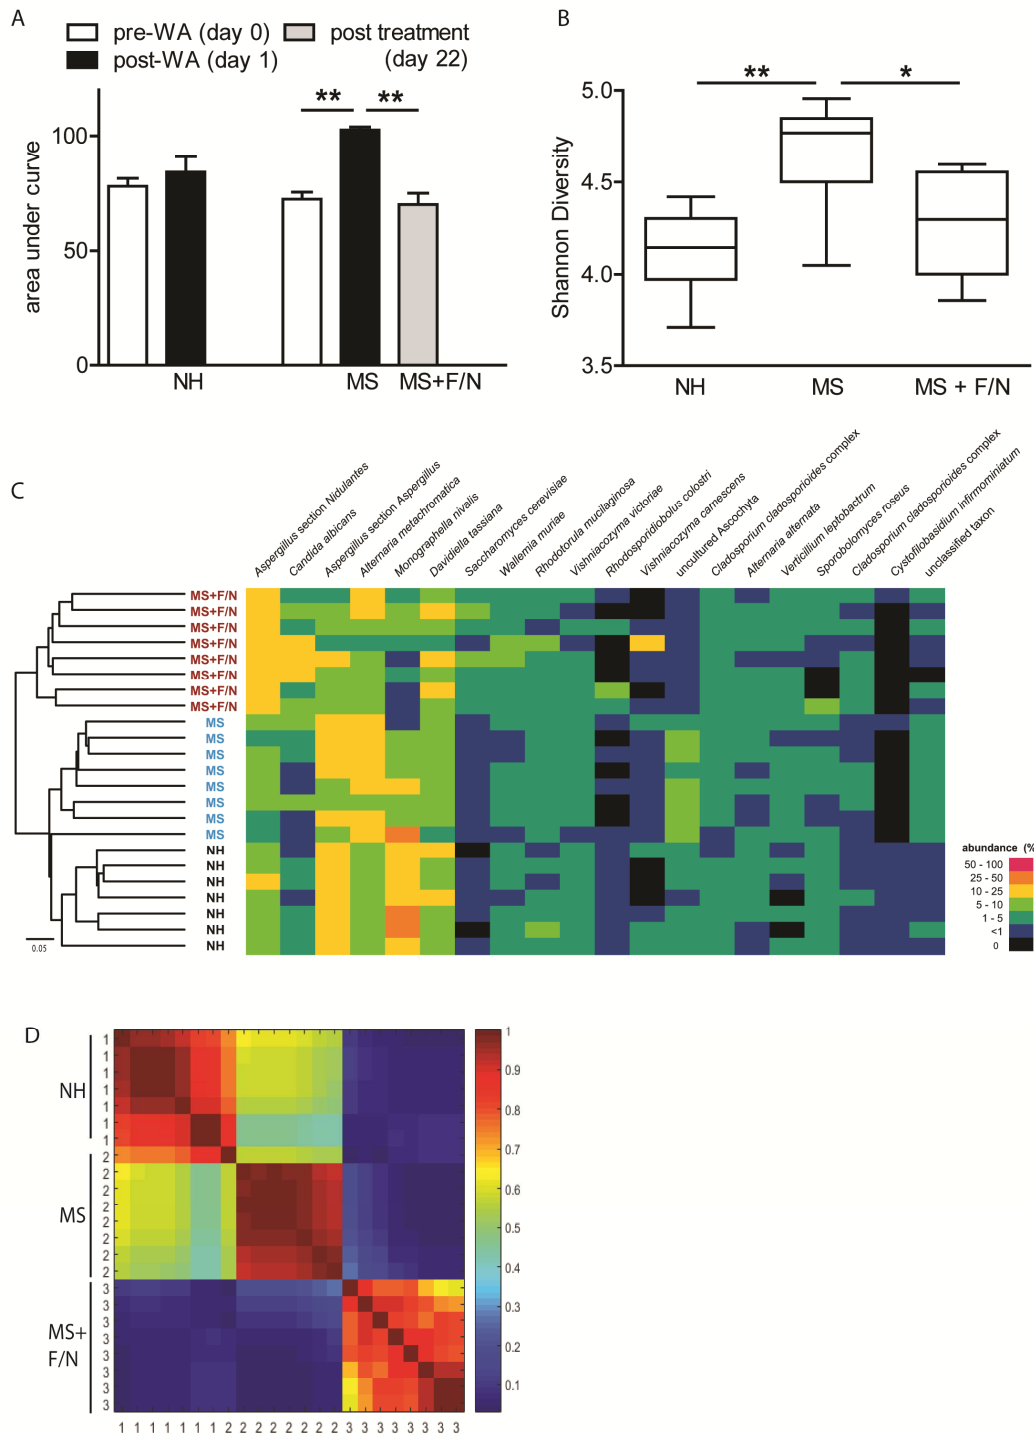 A
pre-WA (day 0)
post treatment
post-WA (day 1)
(day 22)
** **
area under curve
100
50
0
NH MS MS+F/N
B
** *
Shannon Diversity
5.0
4.5
4.0
3.5
NH MS MS + F/N
C
Aspergillus section Nidulantes
Candida albicans
Aspergillus section Aspergillus
Alternaria metachromatica
Monographella nivalis
Davidiella tassiana
Saccharomyces cerevisiae
Wallemia muriae
Rhodotorula mucilaginosa
Vishniacozyma victoriae
Rhodosporidiobolus colostri
Vishniacozyma carnescens
uncultured Ascochyta
Cladosporium cladosporioides complex
Alternaria alternata
Verticillium leptobactrum
Sporobolomyces roseus
Cladosporium cladosporioides complex
Cystofilobasidium infirmominiatum
unclassified taxon
MS+F/N
MS+F/N
MS+F/N
MS+F/N
MS+F/N
MS+F/N
MS+F/N
MS+F/N
MS
MS
MS
MS
MS
MS
MS
MS
NH
NH
NH
NH
NH
NH
NH
0.05
abundance (%
50 - 100
25 - 50
10 - 25
5 - 10
1 - 5
<1
0
D
NH
MS
MS+
F/N
1
1
1
1
1
1
1
2
2
2
2
2
2
2
2
3
3
3
3
3
3
3
3
1 1 1 1 1 1 1 2 2 2 2 2 2 2 2 3 3 3 3 3 3 3 3
1
0.9
0.8
0.7
0.6
0.5
0.4
0.3
0.2
0.1